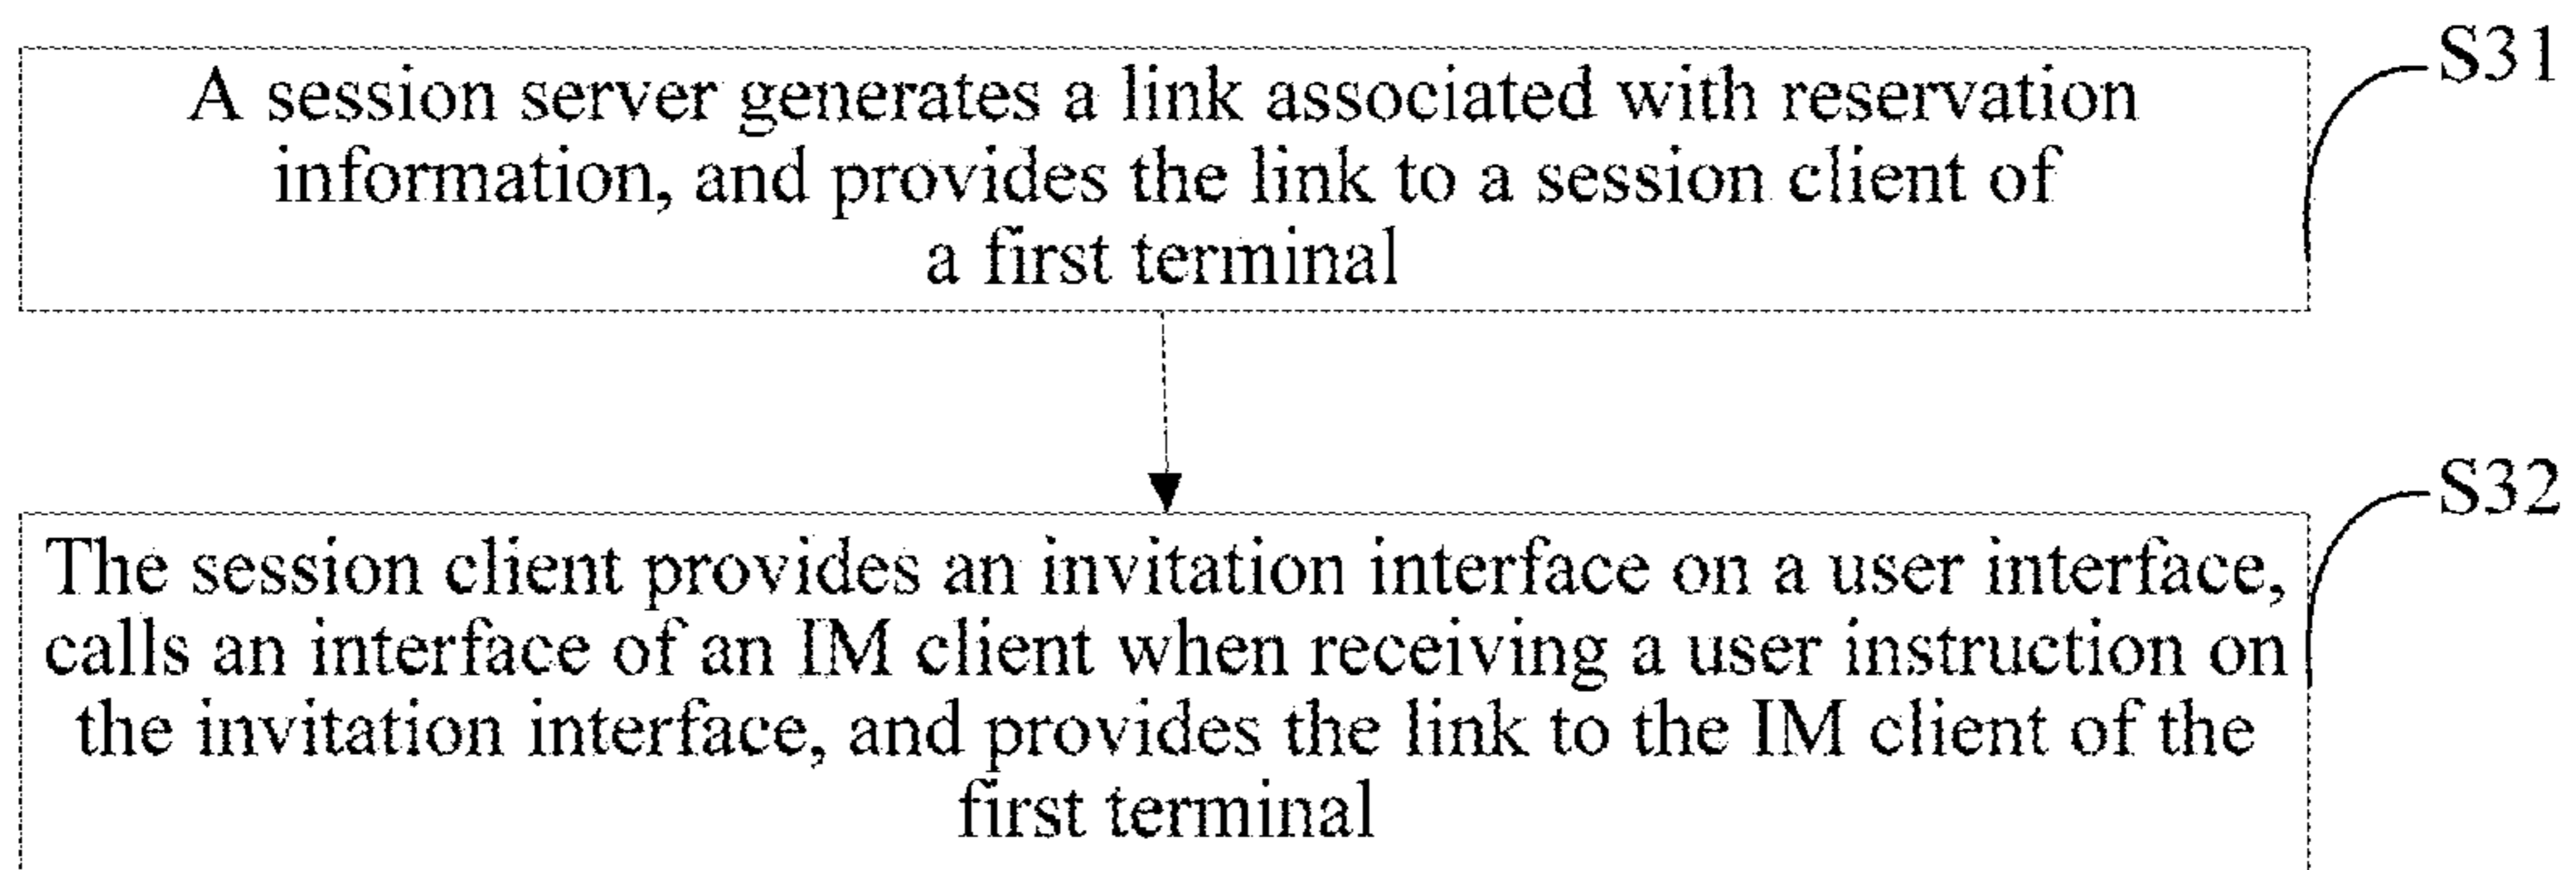 S31
A session server generates a link associated with reservation
information, and provides the link to a session client of
a first terminal
S32
The session client provides an invitation interface on a user interface,
calls an interface of an IM client when receiving a user instruction on
the invitation interface, and provides the link to the IM client of the
first terminal